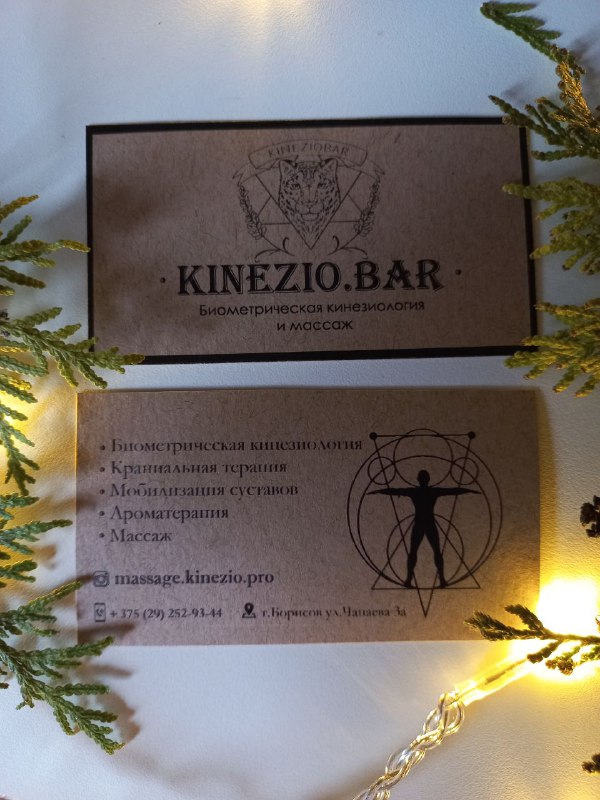 KINEZIOBAR
· KINEZIO.BAR ·
Биометрическая кинезиология
и массаж
• Биометрическая кинезиология
• Краниальная терапия
• Мобилизация суставов
• Ароматерапия
• Массаж
massage.kinezio.pro
+ 375 (29) 252-93-44 г.Борисов ул.Чапаева 3а